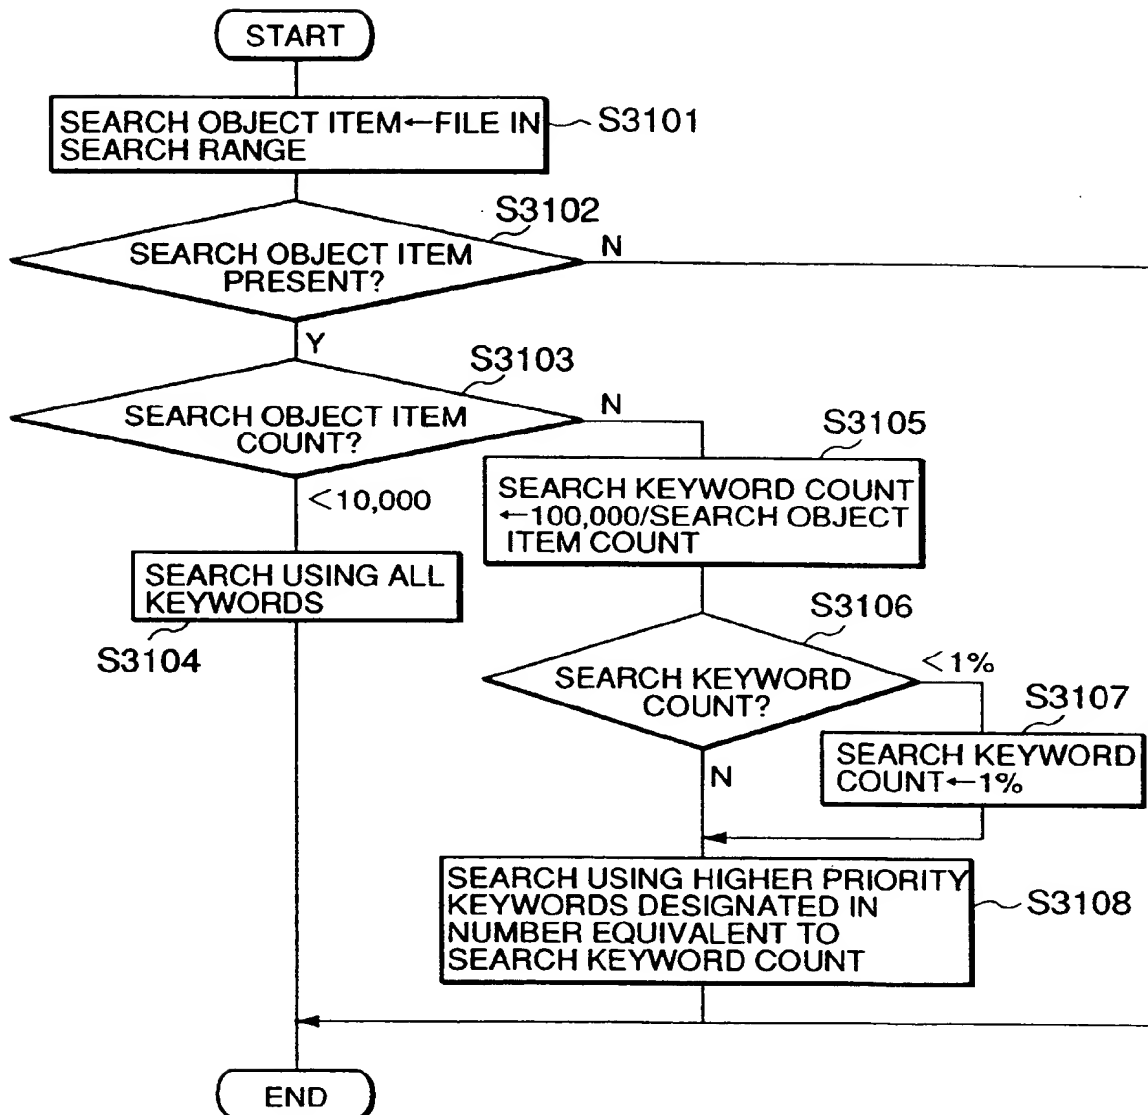 START
SEARCH OBJECT ITEM←FILE IN
SEARCH RANGE
S3101
S3102
SEARCH OBJECT ITEM
PRESENT?
N
Y
S3103
SEARCH OBJECT ITEM
COUNT?
N
<10,000
S3105
SEARCH KEYWORD COUNT
←100,000/SEARCH OBJECT
ITEM COUNT
SEARCH USING ALL
KEYWORDS
S3104
S3106
SEARCH KEYWORD
COUNT?
<1%
N
S3107
SEARCH KEYWORD
COUNT←1%
SEARCH USING HIGHER PRIORITY
KEYWORDS DESIGNATED IN
NUMBER EQUIVALENT TO
SEARCH KEYWORD COUNT
S3108
END